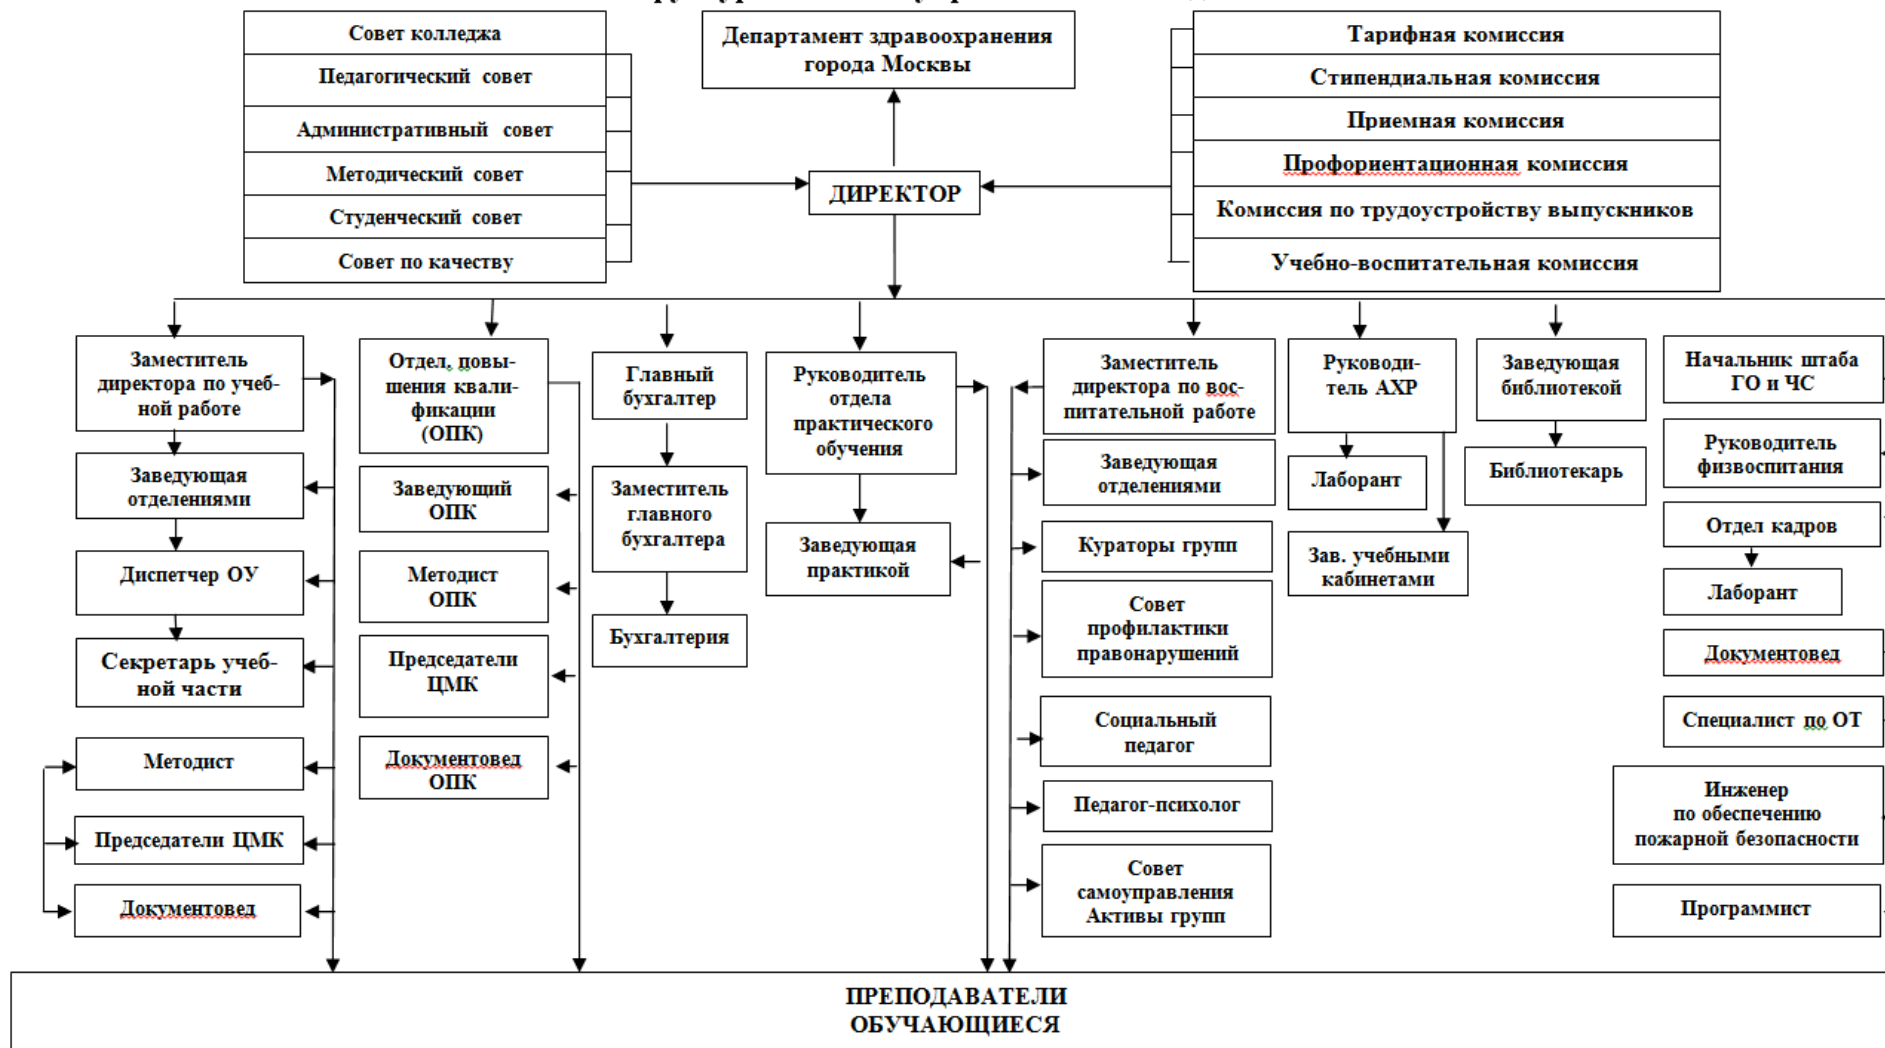 Совет колледжа
Педагогический совет
Административный совет
Методический совет
Студенческий совет
Совет по качеству
Департамент здравоохранения
города Москвы
ДИРЕКТОР
Тарифная комиссия
Стипендиальная комиссия
Приемная комиссия
Профориентационная комиссия
Комиссия по трудоустройству выпускников
Учебно-воспитательная комиссия
Заместитель
директора по учеб-
ной работе
Заведующая
отделениями
Диспетчер ОУ
Секретарь учеб-
ной части
Методист
Председатели ЦМК
Документовед
Отдел. повы-
шения квали-
фикации
(ОПК)
Заведующий
ОПК
Методист
ОПК
Председатели
ЦМК
Документовед
ОПК
Главный
бухгалтер
Заместитель
главного
бухгалтера
Бухгалтерия
Руководитель
отдела
практического
обучения
Заведующая
практикой
Заместитель
директора по вос-
питательной работе
Заведующая
отделениями
Кураторы групп
Совет
профилактики
правонарушений
Социальный
педагог
Педагог-психолог
Совет
самоуправления
Активы групп
Руководи-
тель АХР
Лаборант
Зав. учебными
кабинетами
Заведующая
библиотекой
Библиотекарь
Начальник штаба
ГО и ЧС
Руководитель
физвоспитания
Отдел кадров
Лаборант
Документовед
Специалист по ОТ
Инженер
по обеспечению
пожарной безопасности
Программист
ПРЕПОДАВАТЕЛИ
ОБУЧАЮЩИЕСЯ